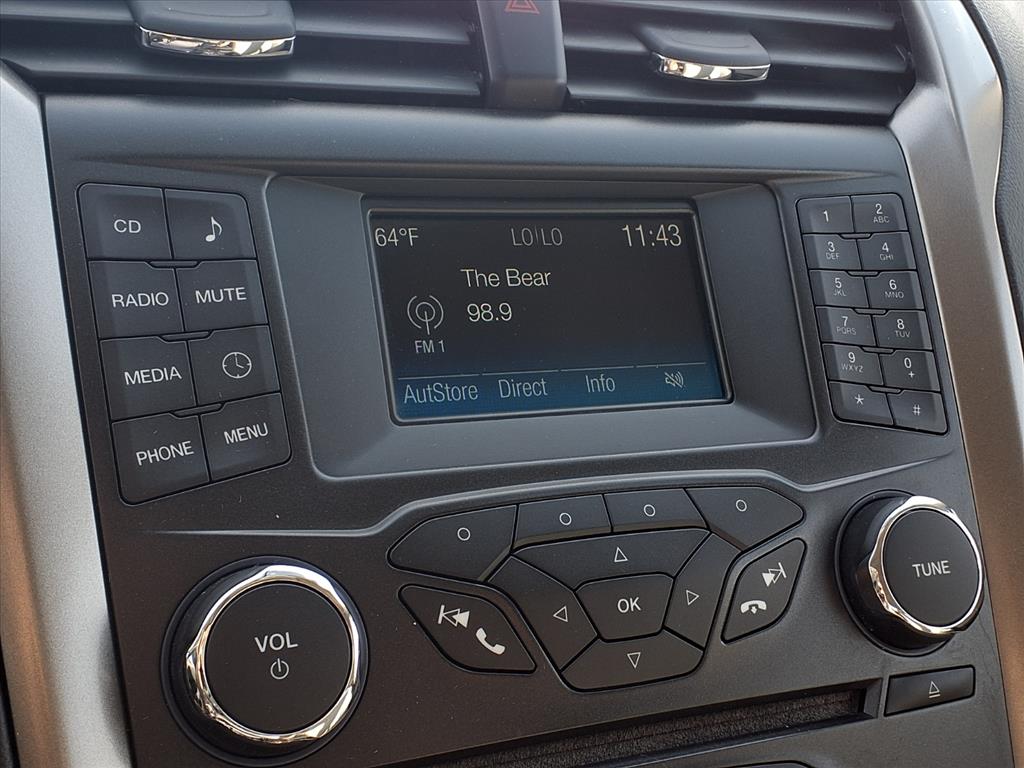 64°F LO LO 11:43
The Bear
98.9
FM 1
AutStore Direct Info
CD
RADIO MUTE
MEDIA
PHONE MENU
1 2 ABC
3 DEF 4 GHI
5 JKL 6 MNO
7 PQRS 8 TUV
9 WXYZ 0 +
* #
VOL
OK
TUNE